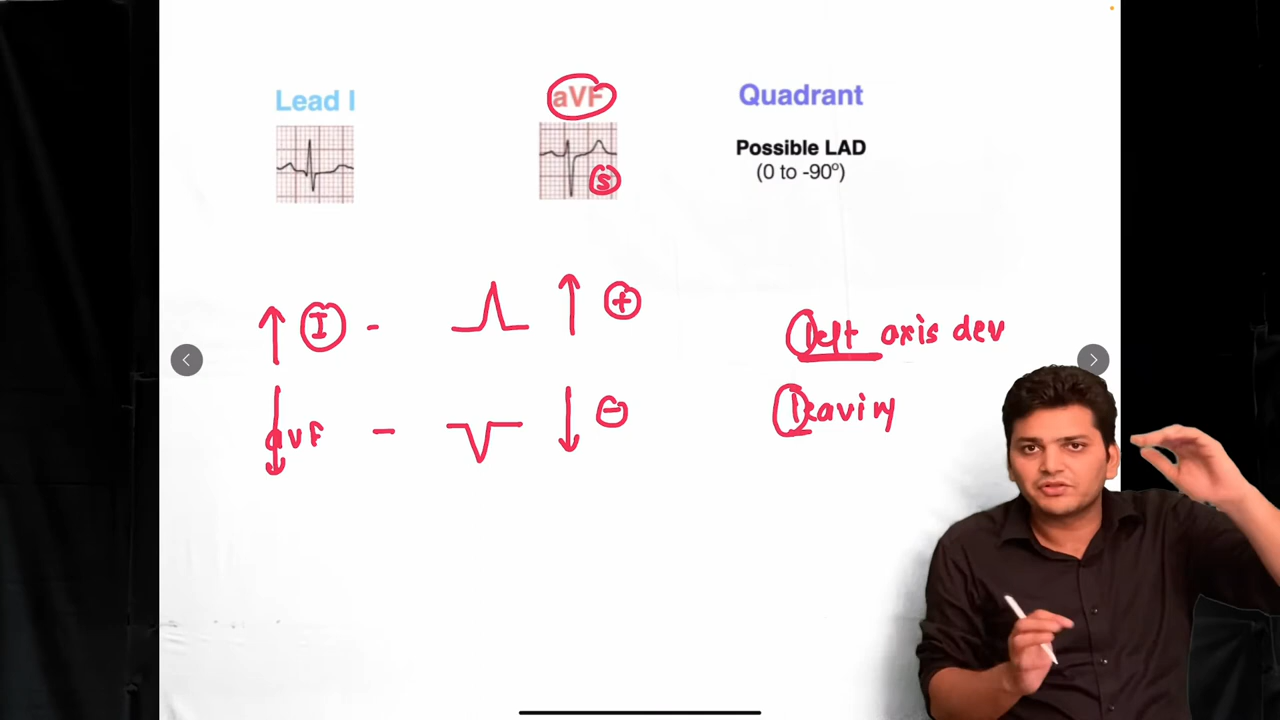 Lead I
aVF
Quadrant
Possible LAD
(0 to -90°)
S
I -
+
Left axis dev
avF -
-
Leaving